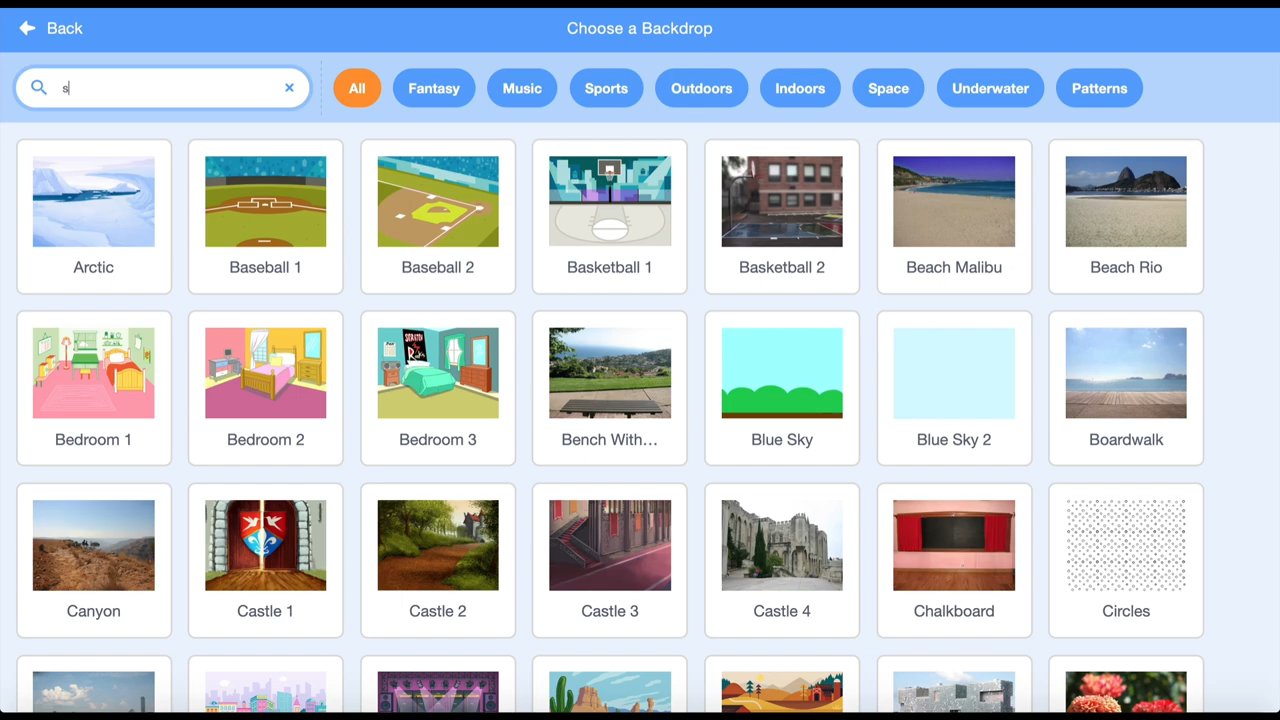 Back
Choose a Backdrop
s
All
Fantasy
Music
Sports
Outdoors
Indoors
Space
Underwater
Patterns
Arctic
Baseball 1
Baseball 2
Basketball 1
Basketball 2
Beach Malibu
Beach Rio
Bedroom 1
Bedroom 2
Bedroom 3
Bench With...
Blue Sky
Blue Sky 2
Boardwalk
Canyon
Castle 1
Castle 2
Castle 3
Castle 4
Chalkboard
Circles